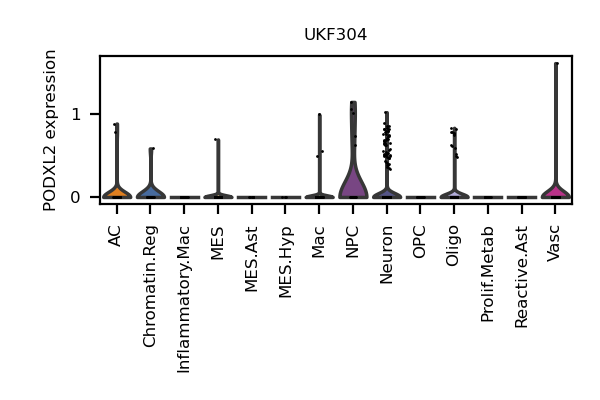 UKF304
PODXL2 expression
1
0
AC
Chromatin.Reg
Inflammatory.Mac
MES
MES.Ast
MES.Hyp
Mac
NPC
Neuron
OPC
Oligo
Prolif.Metab
Reactive.Ast
Vasc